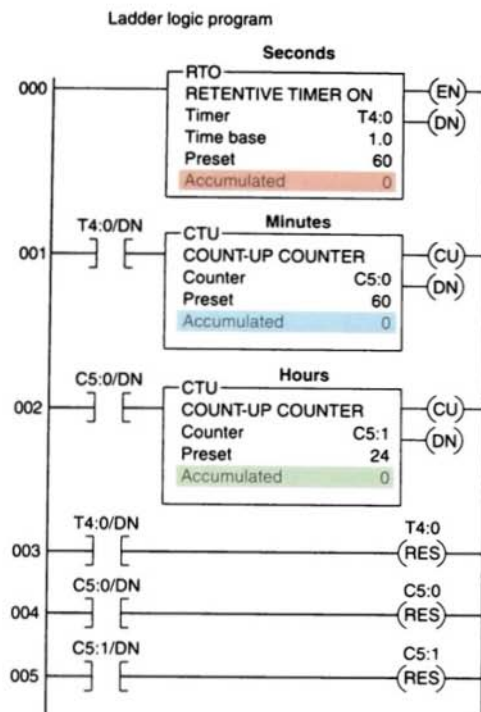 Ladder logic program
Seconds
RTO
000
RETENTIVE TIMER ON
EN
Timer T4:0
DN
Time base 1.0
Preset 60
Accumulated 0
T4:0/DN
Minutes
CTU
001
COUNT-UP COUNTER
CU
Counter C5:0
DN
Preset 60
Accumulated 0
C5:0/DN
Hours
CTU
002
COUNT-UP COUNTER
CU
Counter C5:1
DN
Preset 24
Accumulated 0
T4:0/DN T4:0
003 RES
C5:0/DN C5:0
004 RES
C5:1/DN C5:1
005 RES